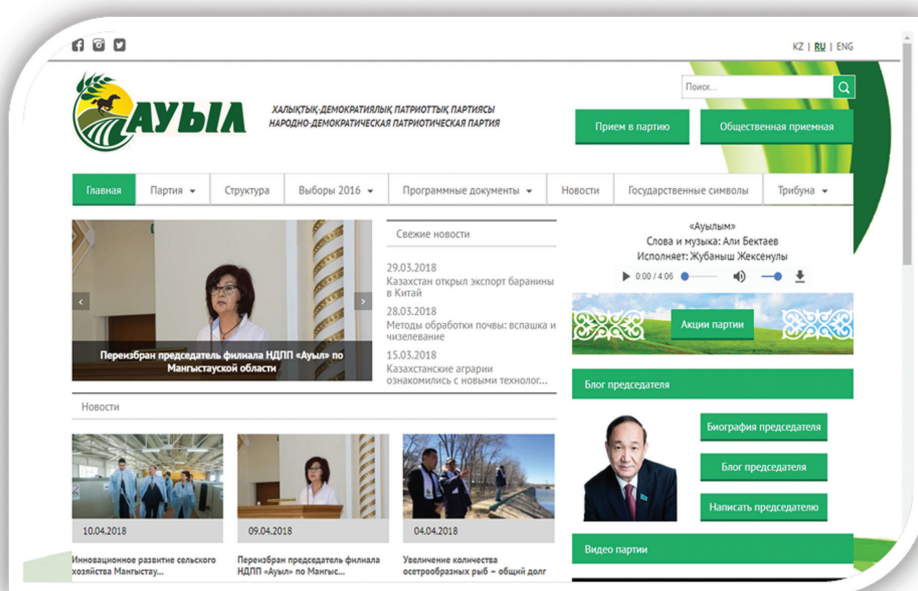 KZ | RU | ENG
АУЫЛ
ХАЛЫҚТЫҚ-ДЕМОКРАТИЯЛЫҚ ПАТРИОТТЫҚ ПАРТИЯСЫ
НАРОДНО-ДЕМОКРАТИЧЕСКАЯ ПАТРИОТИЧЕСКАЯ ПАРТИЯ
Поиск...
Прием в партию
Общественная приемная
Главная
Партия
Структура
Выборы 2016
Программные документы
Новости
Государственные символы
Трибуна
Переизбран председатель филиала НДПП «Ауыл» по
Мангыстауской области
Свежие новости
29.03.2018
Казахстан открыл экспорт баранины
в Китай
28.03.2018
Методы обработки почвы: вспашка и
чизелевание
15.03.2018
Казахстанские аграрии
ознакомились с новыми технолог...
«Ауылым»
Слова и музыка: Али Бектаев
Исполняет: Жубаныш Жексенулы
0:00 / 4:06
Акции партии
Блог председателя
Биография председателя
Блог председателя
Написать председателю
Видео партии
Новости
10.04.2018
Инновационное развитие сельского
хозяйства Мангыстау...
09.04.2018
Переизбран председатель филиала
НДПП «Ауыл» по Мангыс...
04.04.2018
Увеличение количества
осетрообразных рыб – общий долг